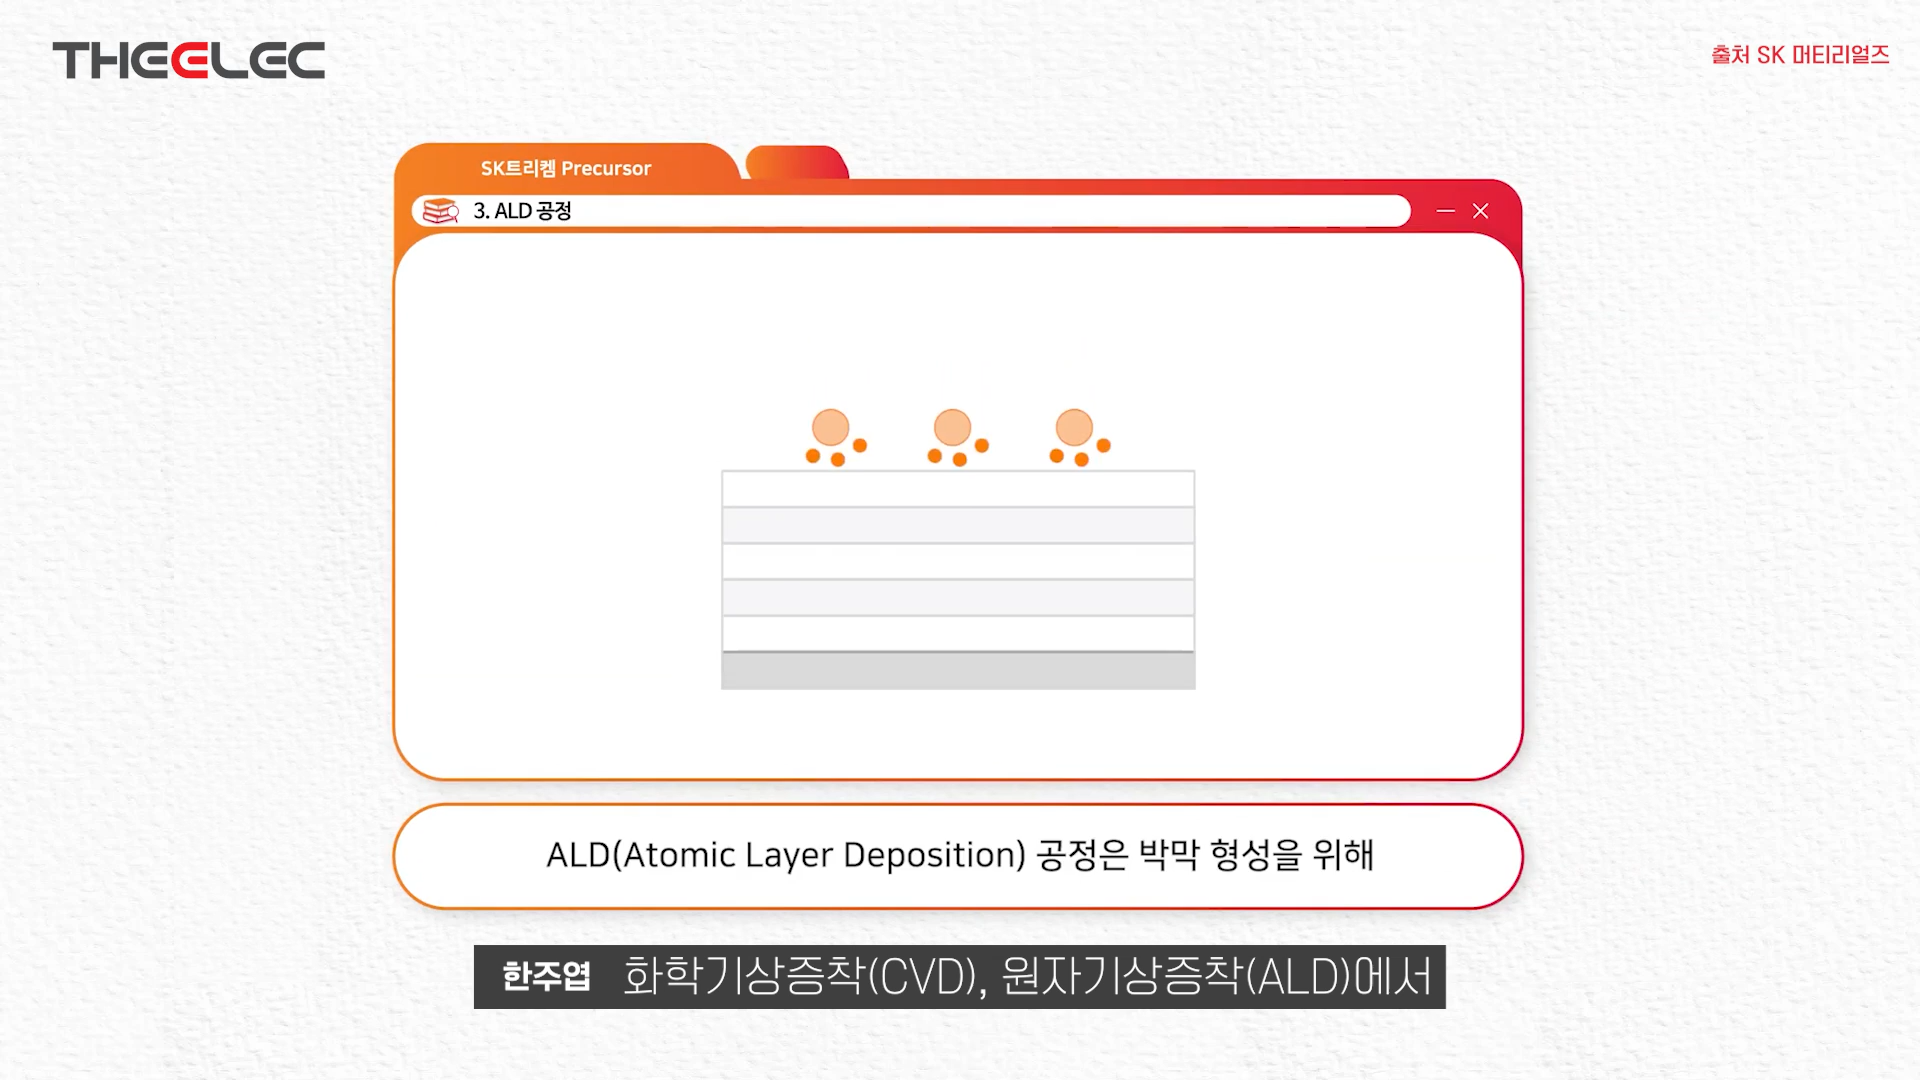 THEELEC
출처 SK 머티리얼즈
SK트리켐 Precursor
3. ALD 공정
ALD(Atomic Layer Deposition) 공정은 박막 형성을 위해
한주엽 화학기상증착(CVD), 원자기상증착(ALD)에서